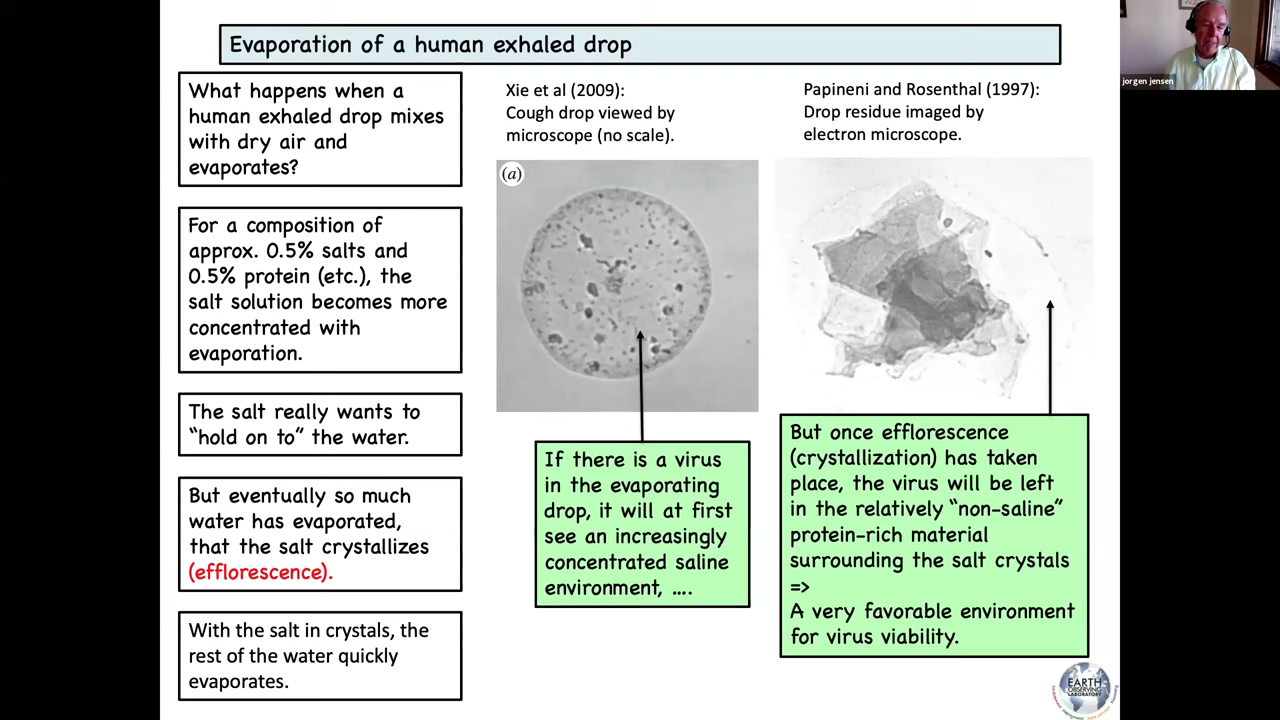 Evaporation of a human exhaled drop
What happens when a
human exhaled drop mixes
with dry air and
evaporates?
For a composition of
approx. 0.5% salts and
0.5% protein (etc.), the
salt solution becomes more
concentrated with
evaporation.
The salt really wants to
“hold on to” the water.
But eventually so much
water has evaporated,
that the salt crystallizes
(efflorescence).
With the salt in crystals, the
rest of the water quickly
evaporates.
Xie et al (2009):
Cough drop viewed by
microscope (no scale).
(a)
If there is a virus
in the evaporating
drop, it will at first
see an increasingly
concentrated saline
environment, ....
Papineni and Rosenthal (1997):
Drop residue imaged by
electron microscope.
But once efflorescence
(crystallization) has taken
place, the virus will be left
in the relatively “non-saline”
protein-rich material
surrounding the salt crystals
=>
A very favorable environment
for virus viability.
jorgen jensen
EARTH
OBSERVING
LABORATORY